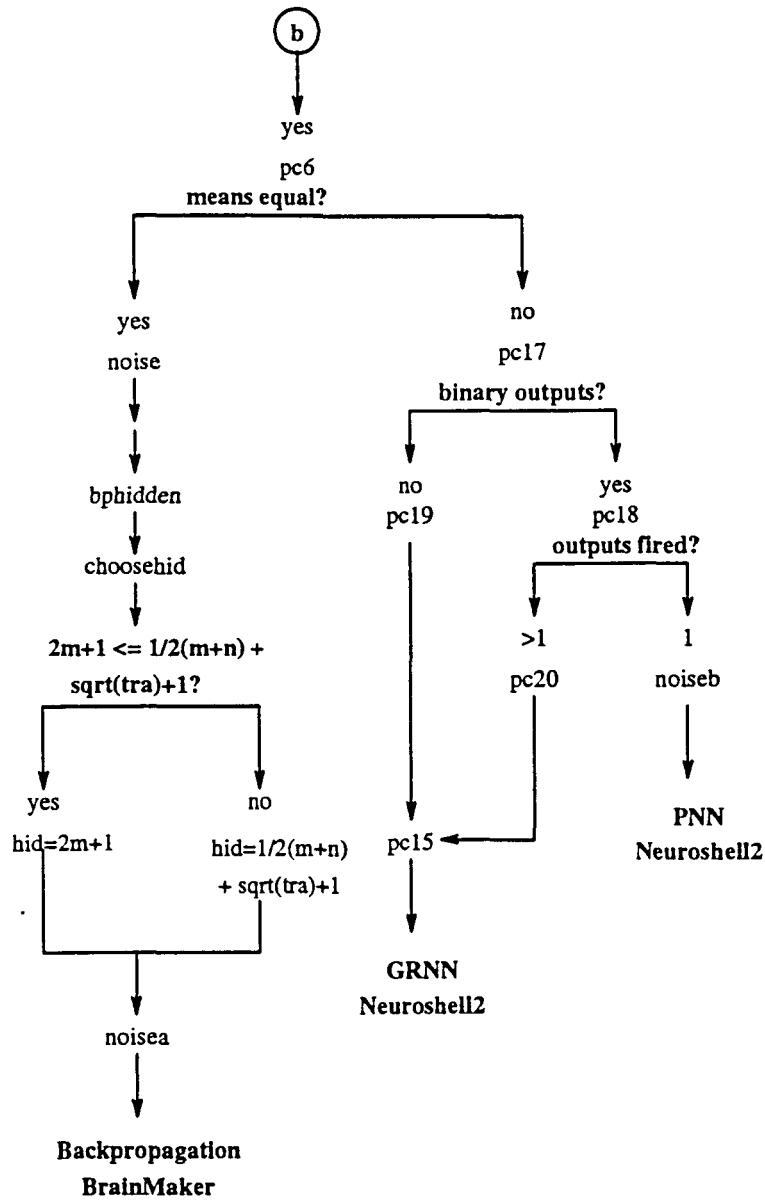 b
yes
pc6
means equal?
yes
noise
bphidden
choosehid
2m+1 <= 1/2(m+n) +
sqrt(tra)+1?
yes
hid=2m+1
no
hid=1/2(m+n)
+ sqrt(tra)+1
noisea
Backpropagation
BrainMaker
no
pc17
binary outputs?
no
pc19
yes
pc18
outputs fired?
>1
pc20
1
noiseb
PNN
Neuroshell2
pc15
GRNN
Neuroshell2